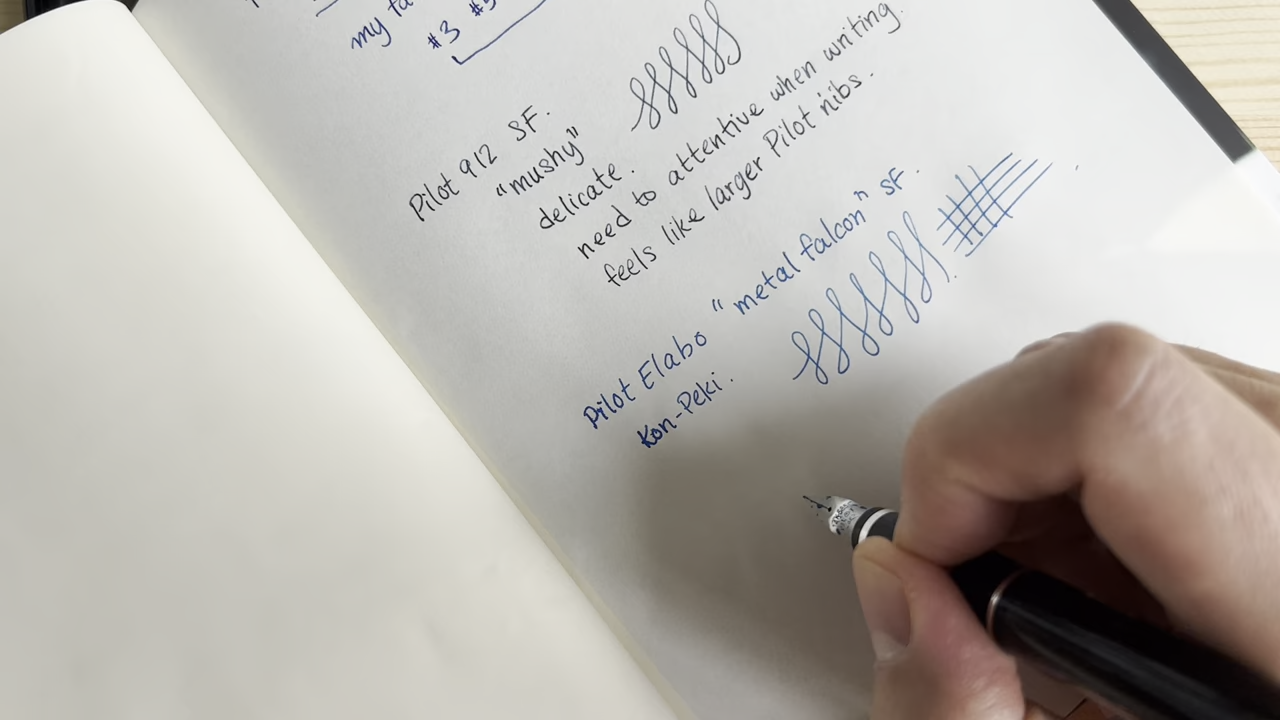 my fa
#3 #5
Pilot 912 SF.
"mushy"
delicate.
need to attentive when writing.
feels like larger Pilot nibs.
Pilot Elabo "metal falcon" SF.
Kon-Peki.